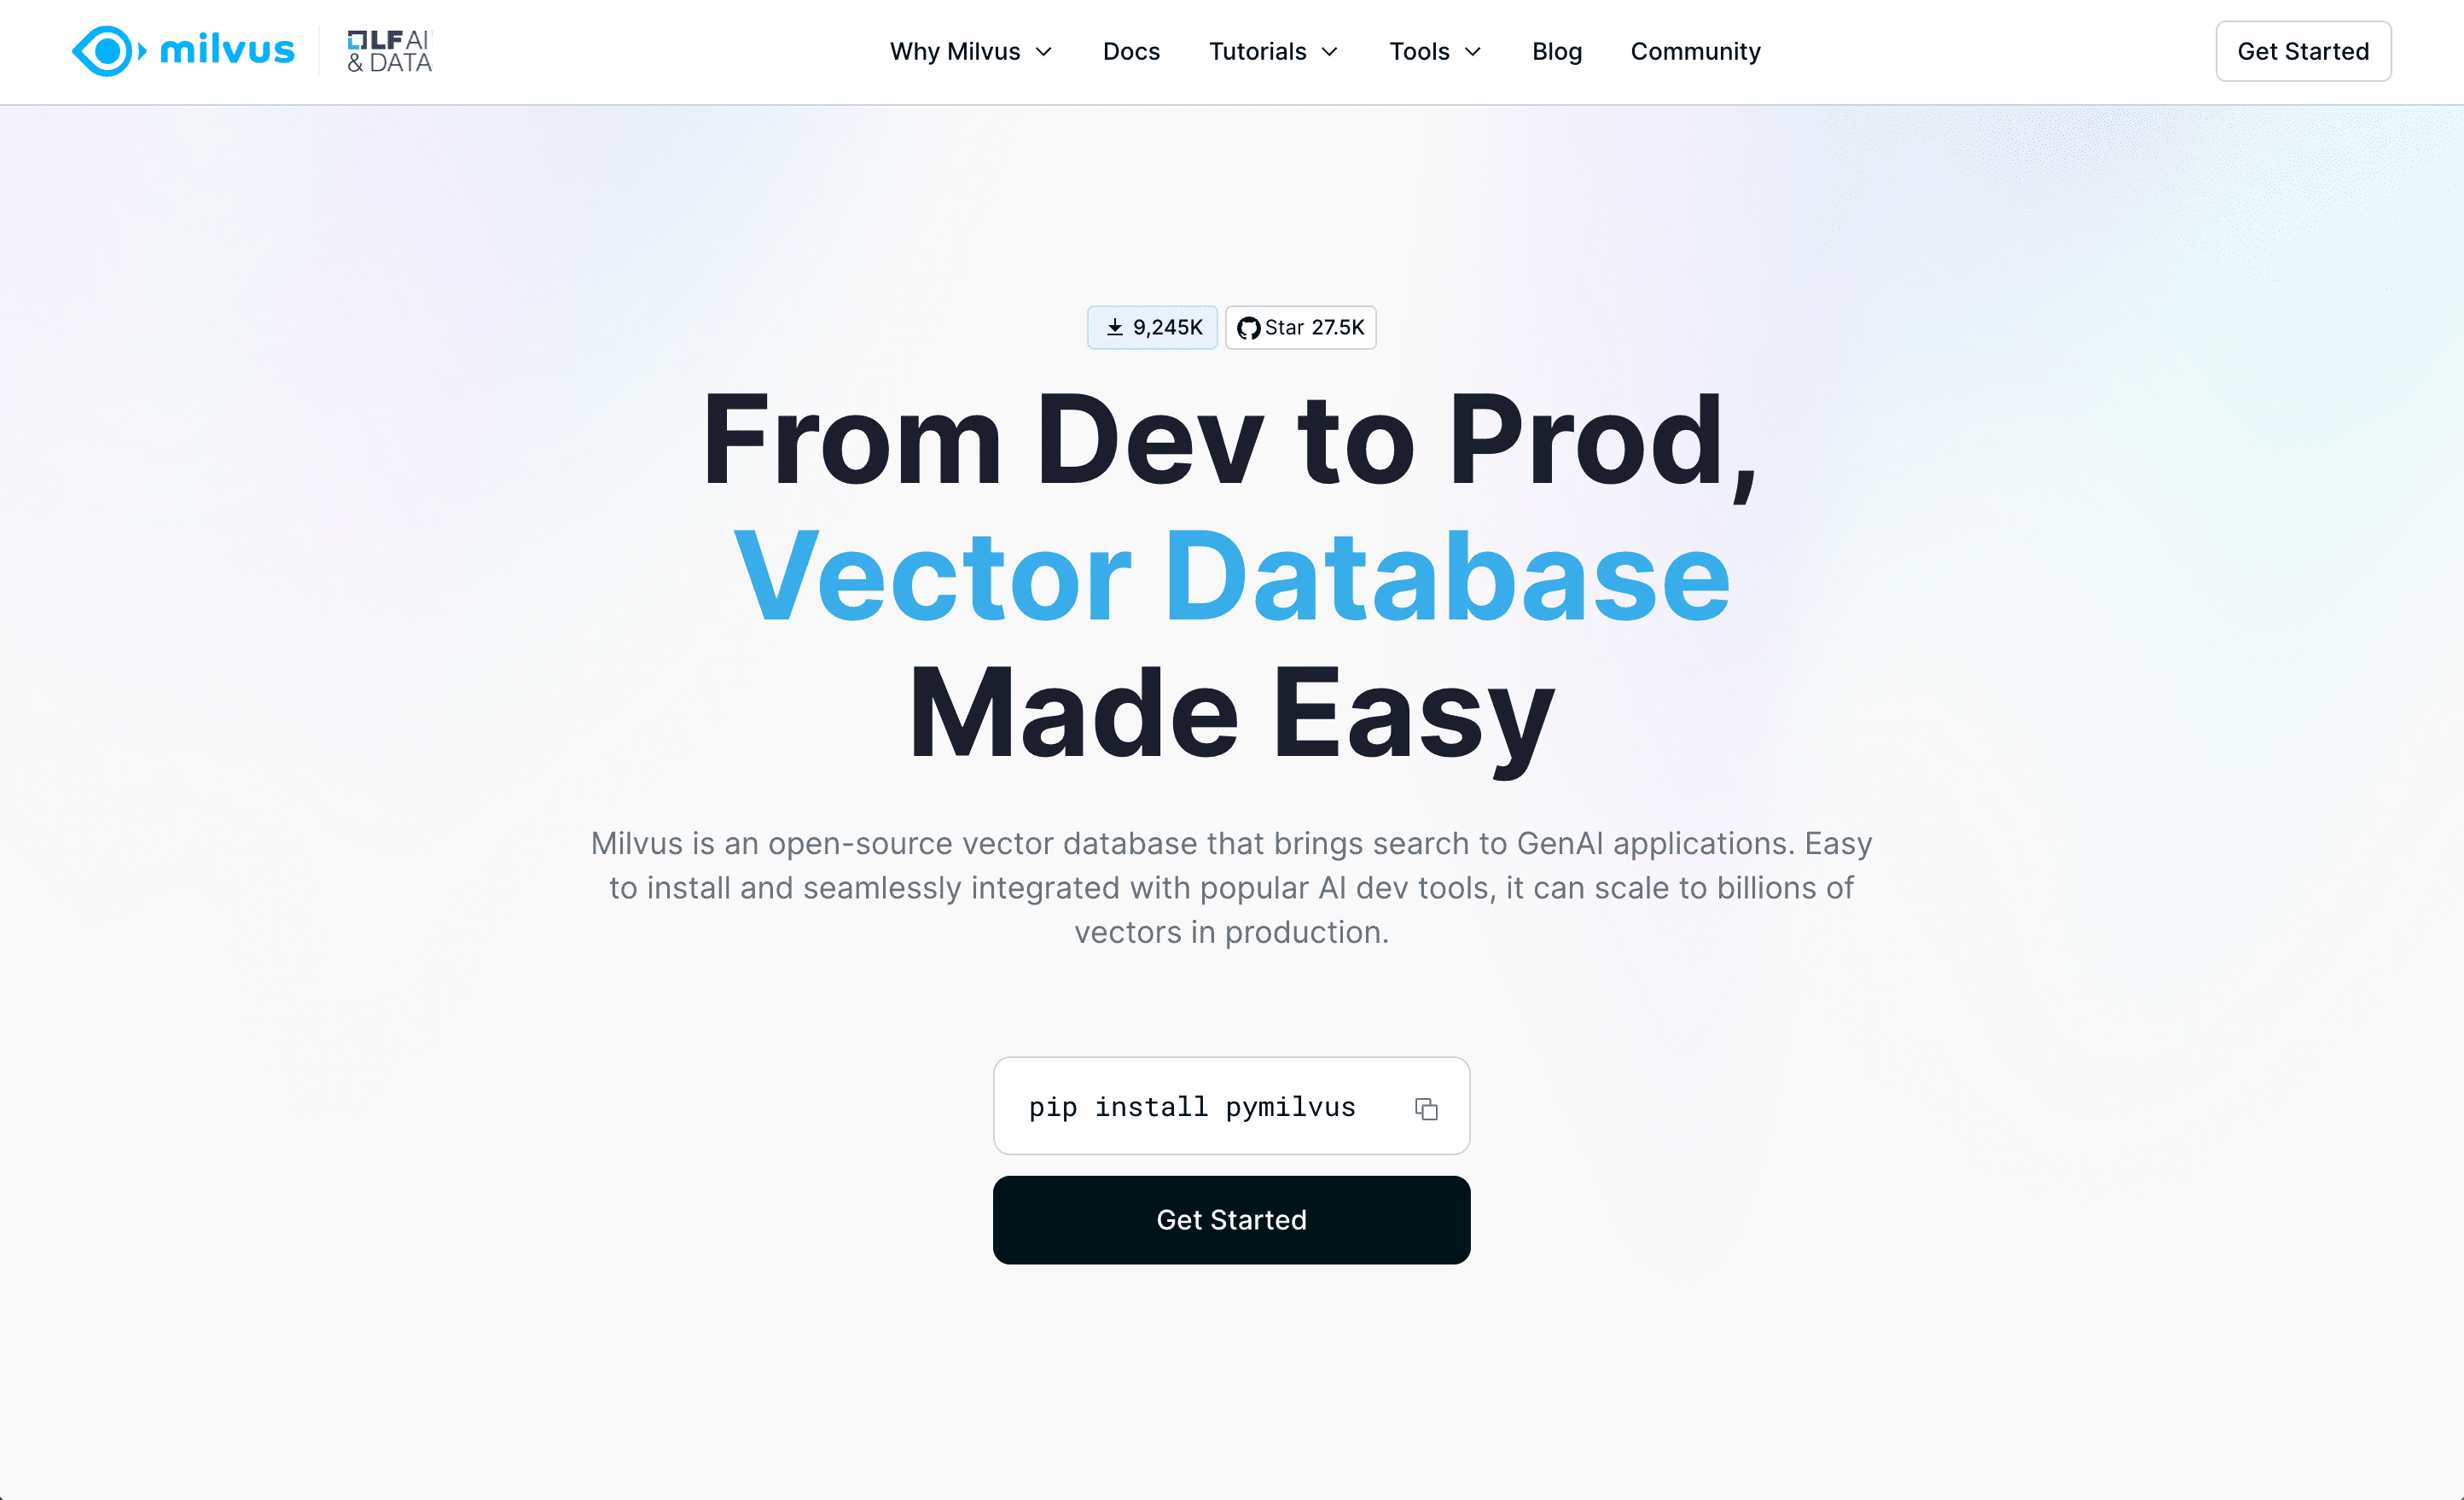 milvus
LF AI
& DATA
Why Milvus
Docs
Tutorials
Tools
Blog
Community
Get Started
9,245K
Star 27.5K
From Dev to Prod,
Vector Database
Made Easy
Milvus is an open-source vector database that brings search to GenAI applications. Easy
to install and seamlessly integrated with popular AI dev tools, it can scale to billions of
vectors in production.
pip install pymilvus
Get Started